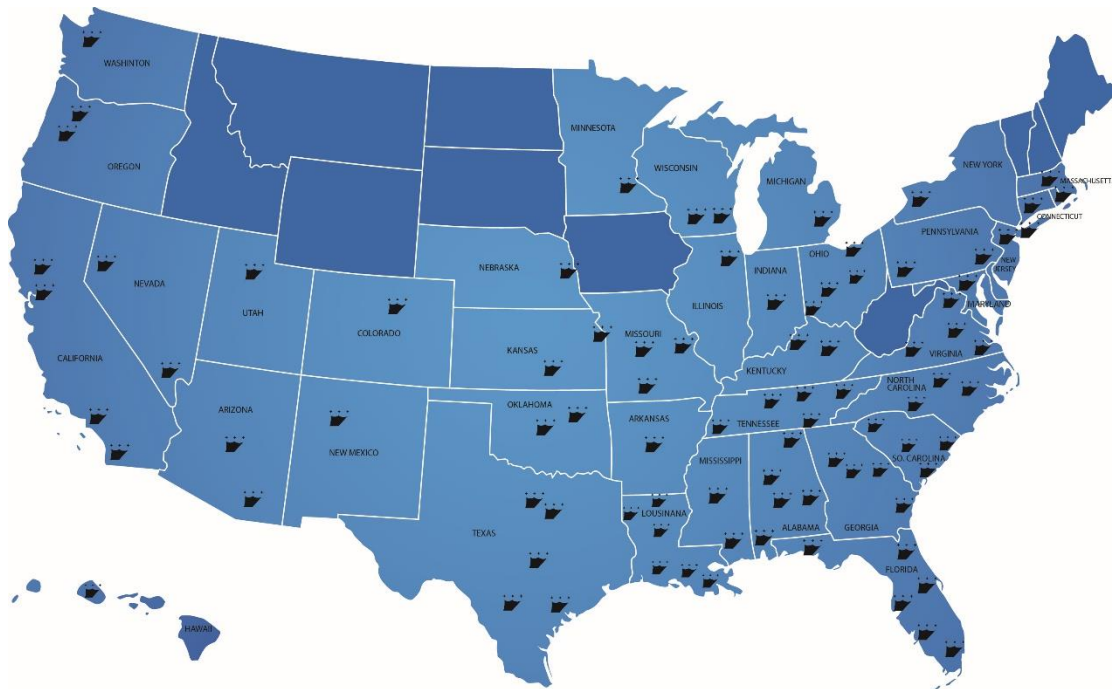 WASHINTON
MINNESOTA
WISCONSIN
MICHIGAN
NEW YORK
MASSACHUSETT
OREGON
CONNECTICUT
PENNSYLVANIA
NEBRASKA
OHIO
NEW
JERSEY
NEVADA
INDIANA
UTAH
ILLINOIS
MARYLAND
COLORADO
MISSOURI
CALIFORNIA
KANSAS
VIRGINIA
KENTUCKY
ARIZONA
OKLAHOMA
NORTH
CAROLINA
ARKANSAS
TENNESSEE
NEW MEXICO
MISSISSIPPI
SO. CAROLINA
LOUSINANA
TEXAS
ALABAMA
GEORGIA
FLORIDA
HAWAII